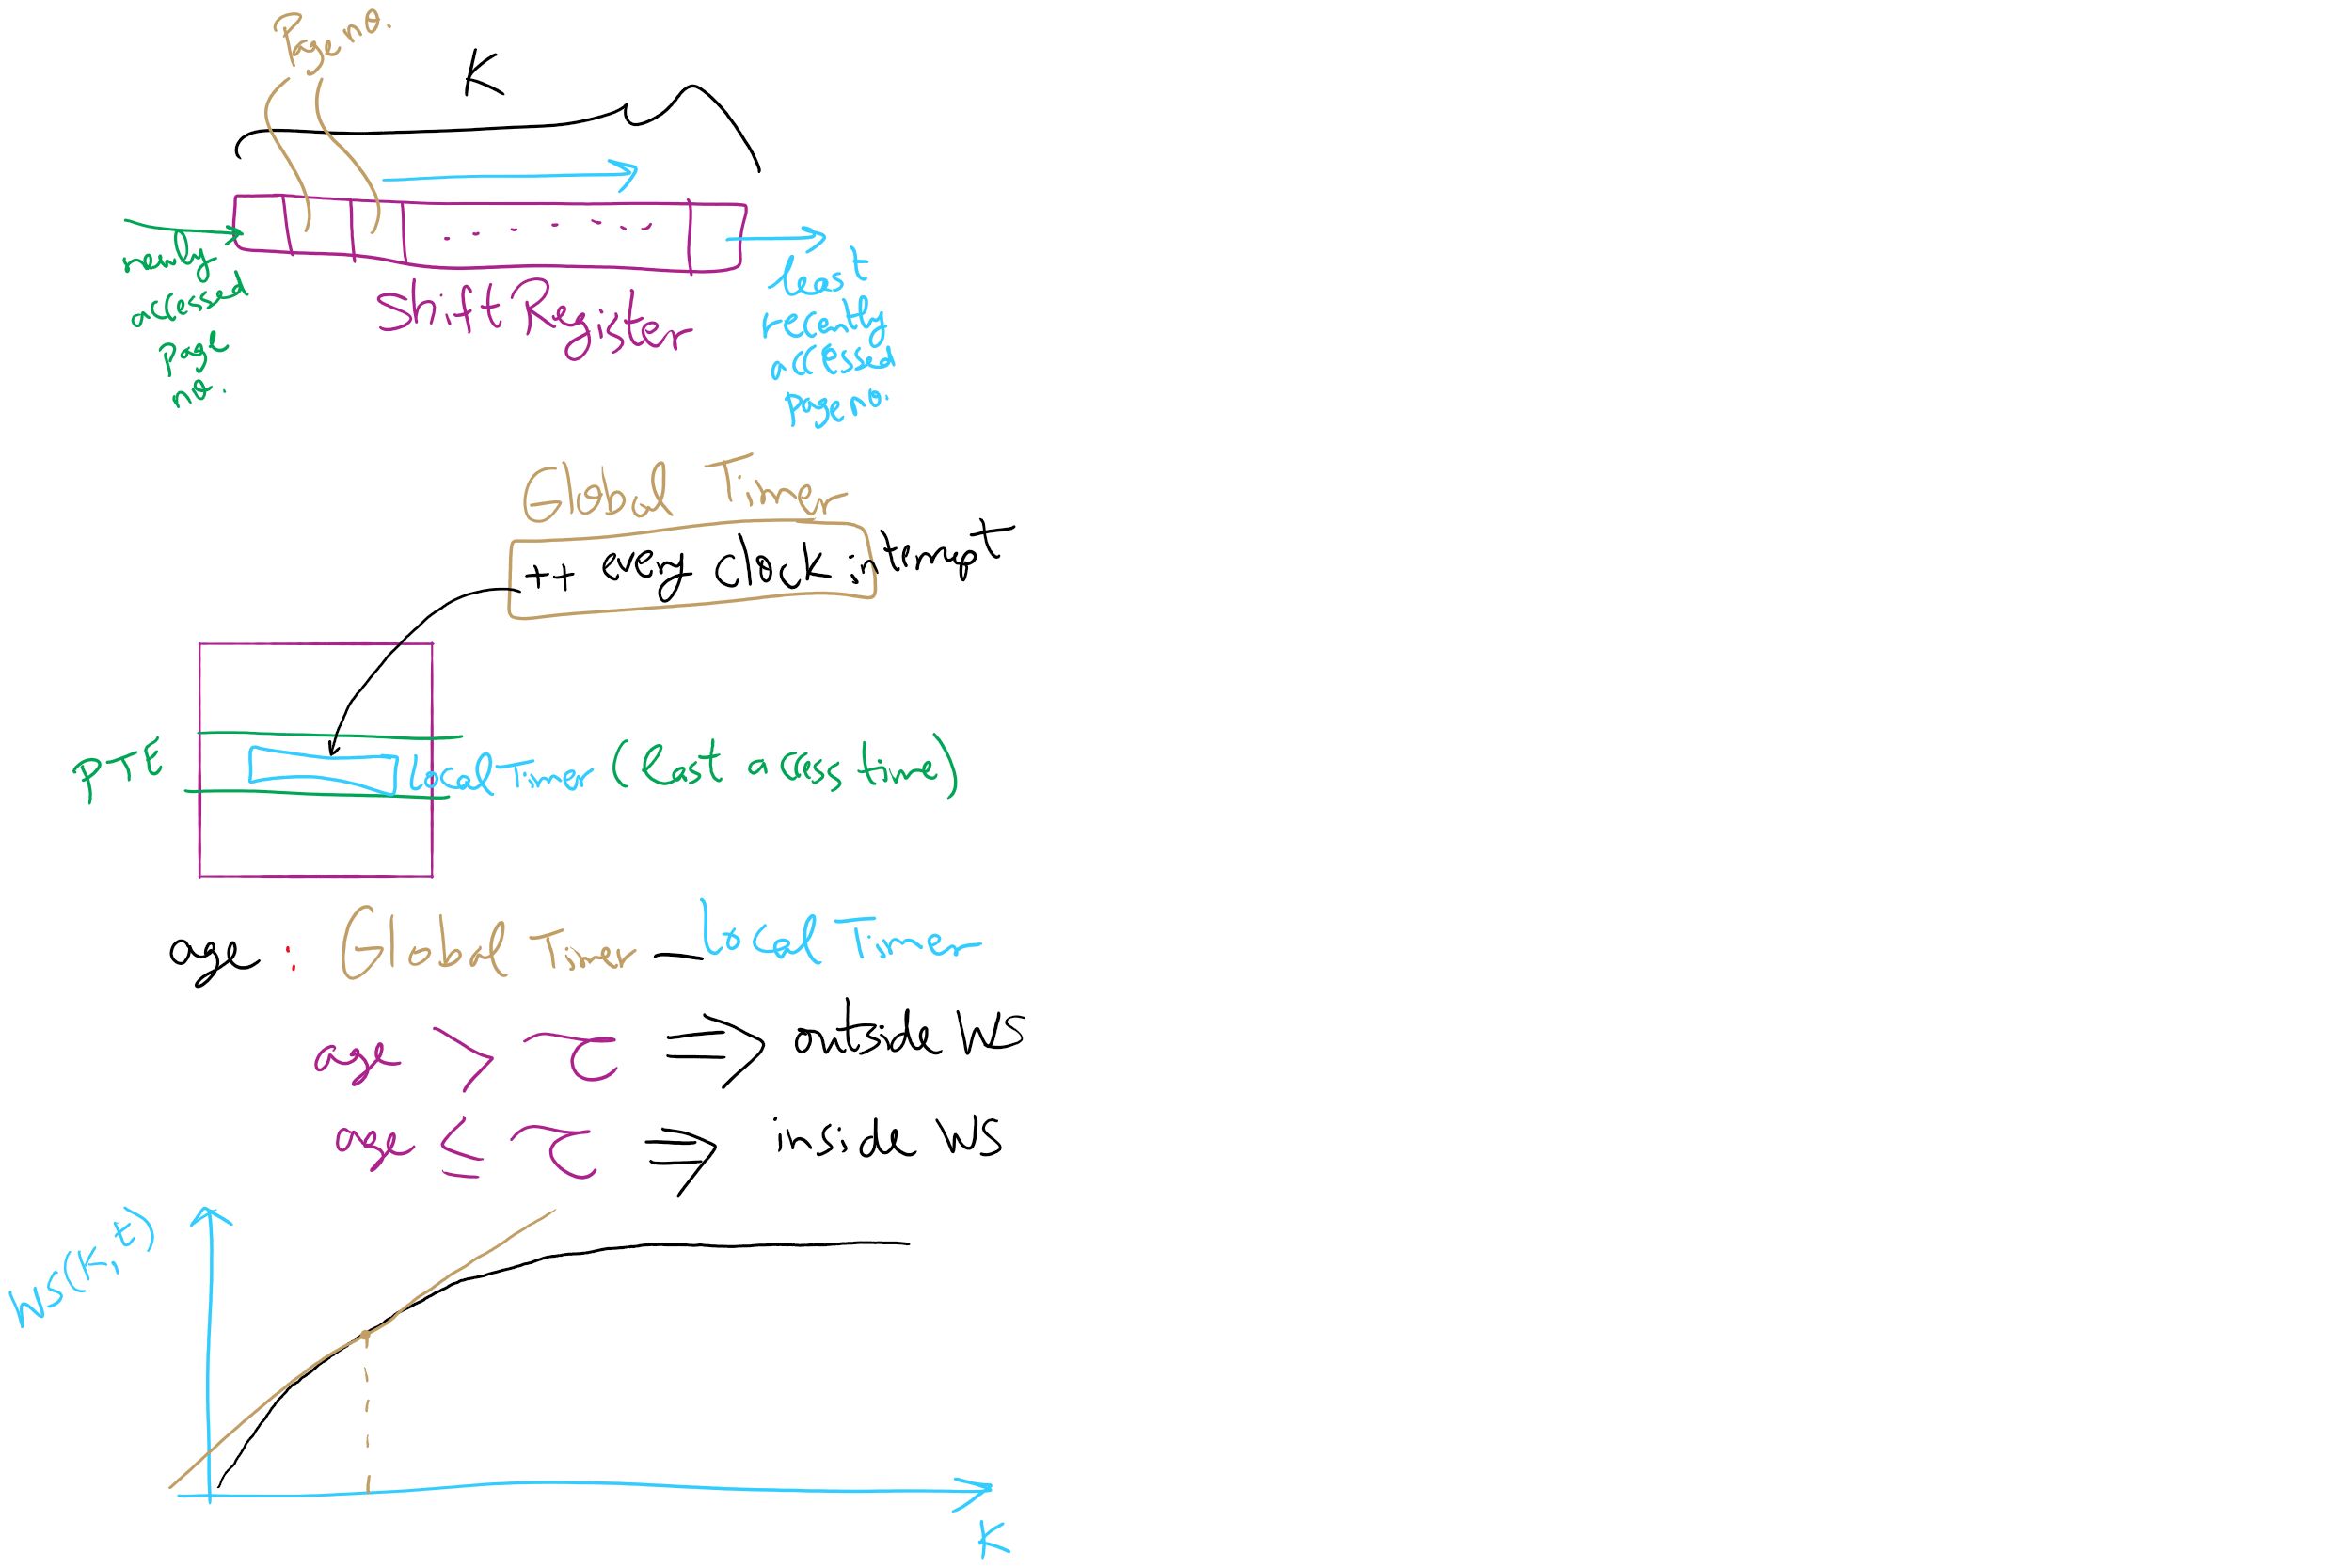 Page no.
K
newly
accessed
page
no.
Shift Register
least
recently
accessed
page no.
Global Timer
++ every clock interrupt
PTE
Local Timer (last access time)
age : Global Timer — Local Timer
age > τ ⇒ outside WS
age ≤ τ ⇒ inside WS
WS(K,t)
K